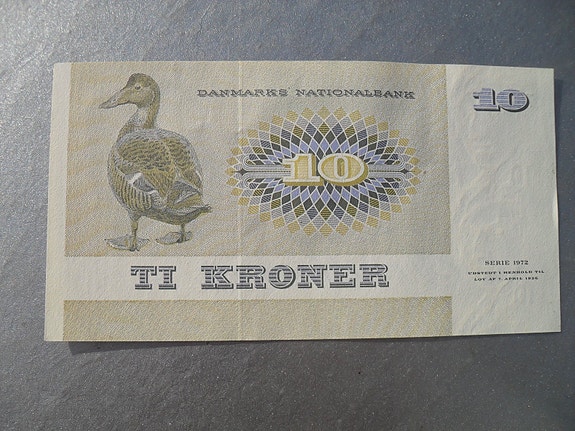 DANMARKS NATIONALBANK
10
10
TI KRONER
SERIE 1972
UDSTEDT I HENHOLD TIL
LOV AF 7. APRIL 1936